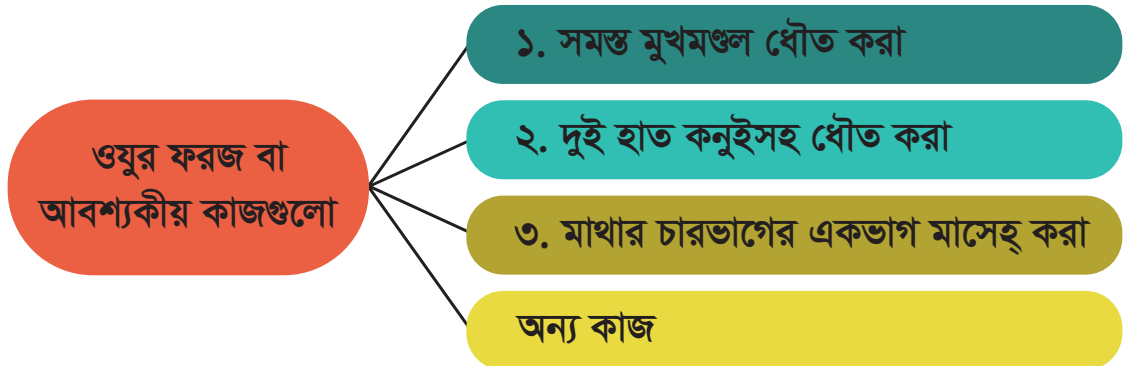 ওযুর ফরজ বা
আবশ্যকীয় কাজগুলো
১. সমস্ত মুখমণ্ডল ধৌত করা
২. দুই হাত কনুইসহ ধৌত করা
৩. মাথার চারভাগের একভাগ মাসেহ্ করা
অন্য কাজ